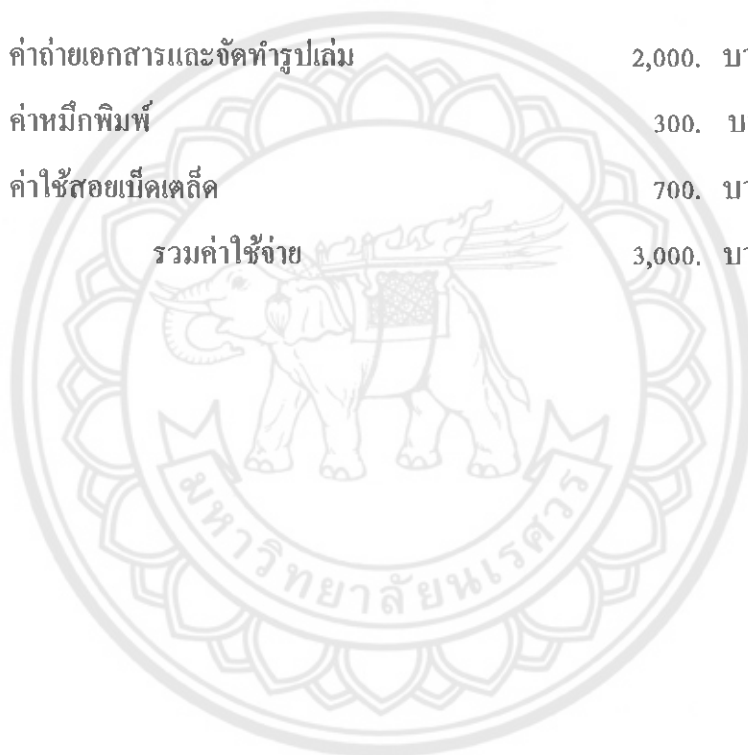 ค่าถ่ายเอกสารและจัดทำรูปเล่ม 2,000. บา
ค่าหมึกพิมพ์ 300. บ
ค่าใช้สอยเบ็ดเตล็ด 700. บา
รวมค่าใช้จ่าย 3,000. บา
มหาวิทยาลัยนเรศวร